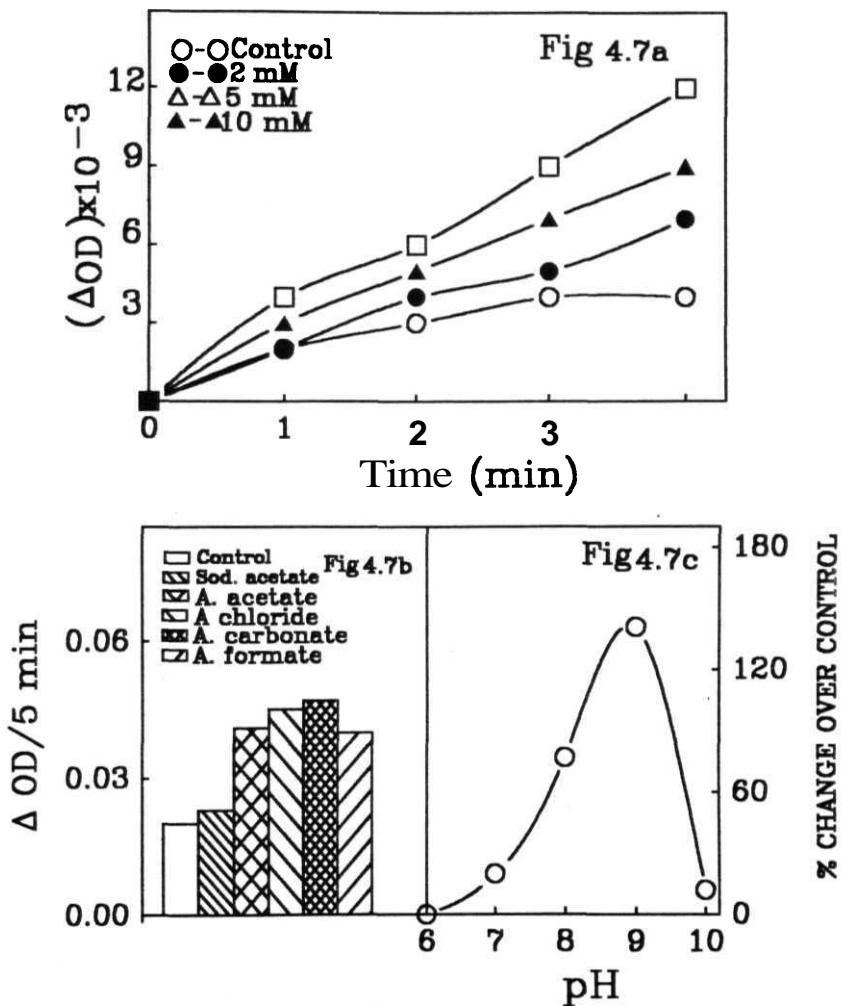 Fig 4.7a
Control
2 mM
5 mM
10 mM
12
9
6
3
(ΔOD)x10-3
0 1 2 3
Time (min)
Fig 4.7b
Control
Sod. acetate
A. acetate
A chloride
A. carbonate
A. formate
0.06
0.03
0.00
Δ OD/5 min
Fig 4.7c
180
120
60
0
% CHANGE OVER CONTROL
6 7 8 9 10
pH